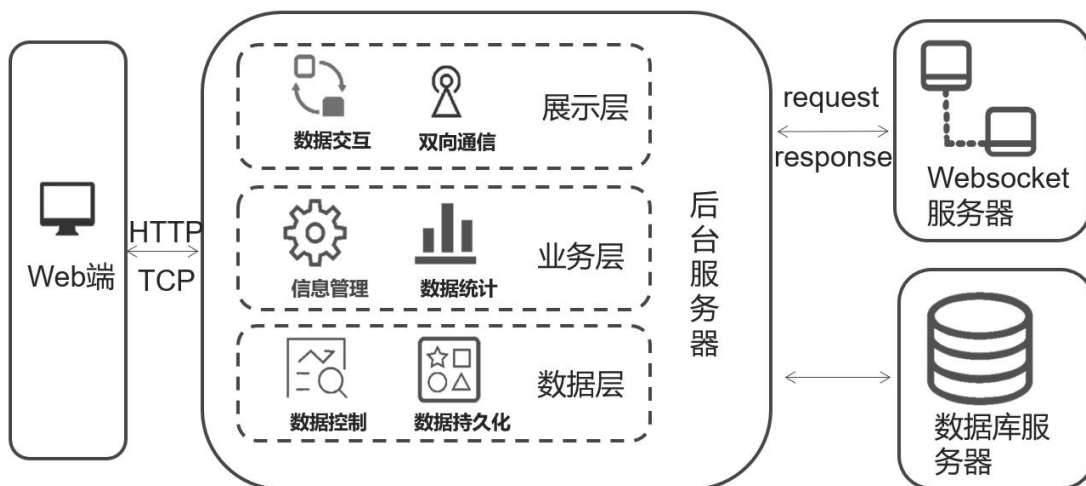 Web端
HTTP
TCP
数据交互
双向通信
展示层
信息管理
数据统计
业务层
数据控制
数据持久化
数据层
后台服务器
request
response
Websocket
服务器
数据库服
务器